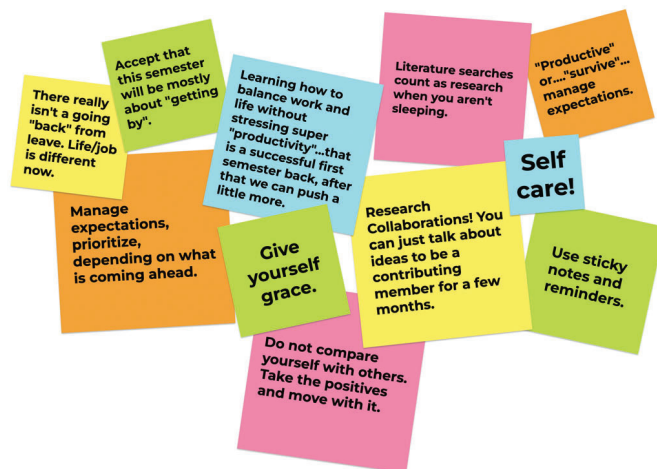 There really
isn't a going
"back" from
leave. Life/job
is different
now.
Accept that
this semester
will be mostly
about "getting
by".
Learning how to
balance work and
life without
stressing super
"productivity"...that
is a successful first
semester back, after
that we can push a
little more.
Literature searches
count as research
when you aren't
sleeping.
"Productive"
or...."survive"...
manage
expectations.
Manage
expectations,
prioritize,
depending on what
is coming ahead.
Give
yourself
grace.
Research
Collaborations! You
can just talk about
ideas to be a
contributing
member for a few
months.
Self
care!
Use sticky
notes and
reminders.
Do not compare
yourself with others.
Take the positives
and move with it.